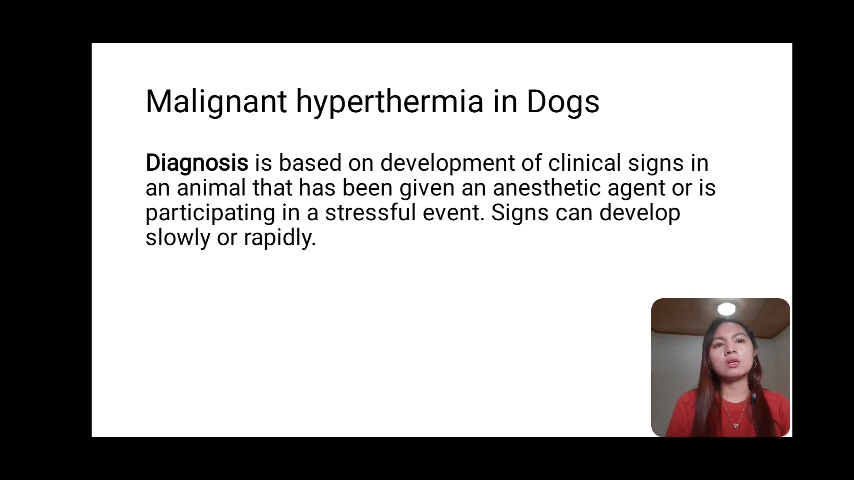 Malignant hyperthermia in Dogs
Diagnosis is based on development of clinical signs in
an animal that has been given an anesthetic agent or is
participating in a stressful event. Signs can develop
slowly or rapidly.